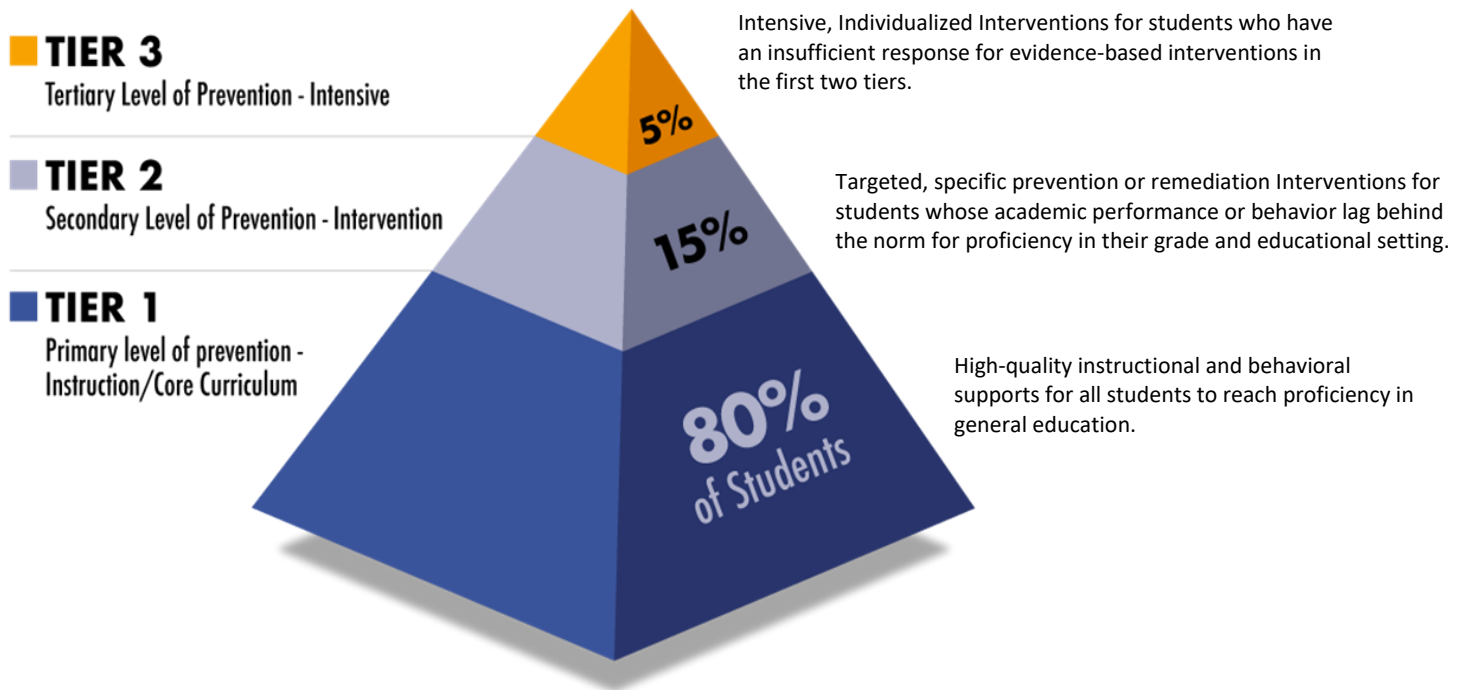 TIER 3
Tertiary Level of Prevention - Intensive
Intensive, Individualized Interventions for students who have
an insufficient response for evidence-based interventions in
the first two tiers.
5%
TIER 2
Secondary Level of Prevention - Intervention
Targeted, specific prevention or remediation Interventions for
students whose academic performance or behavior lag behind
the norm for proficiency in their grade and educational setting.
15%
TIER 1
Primary level of prevention -
Instruction/Core Curriculum
High-quality instructional and behavioral
supports for all students to reach proficiency in
general education.
80%
of Students